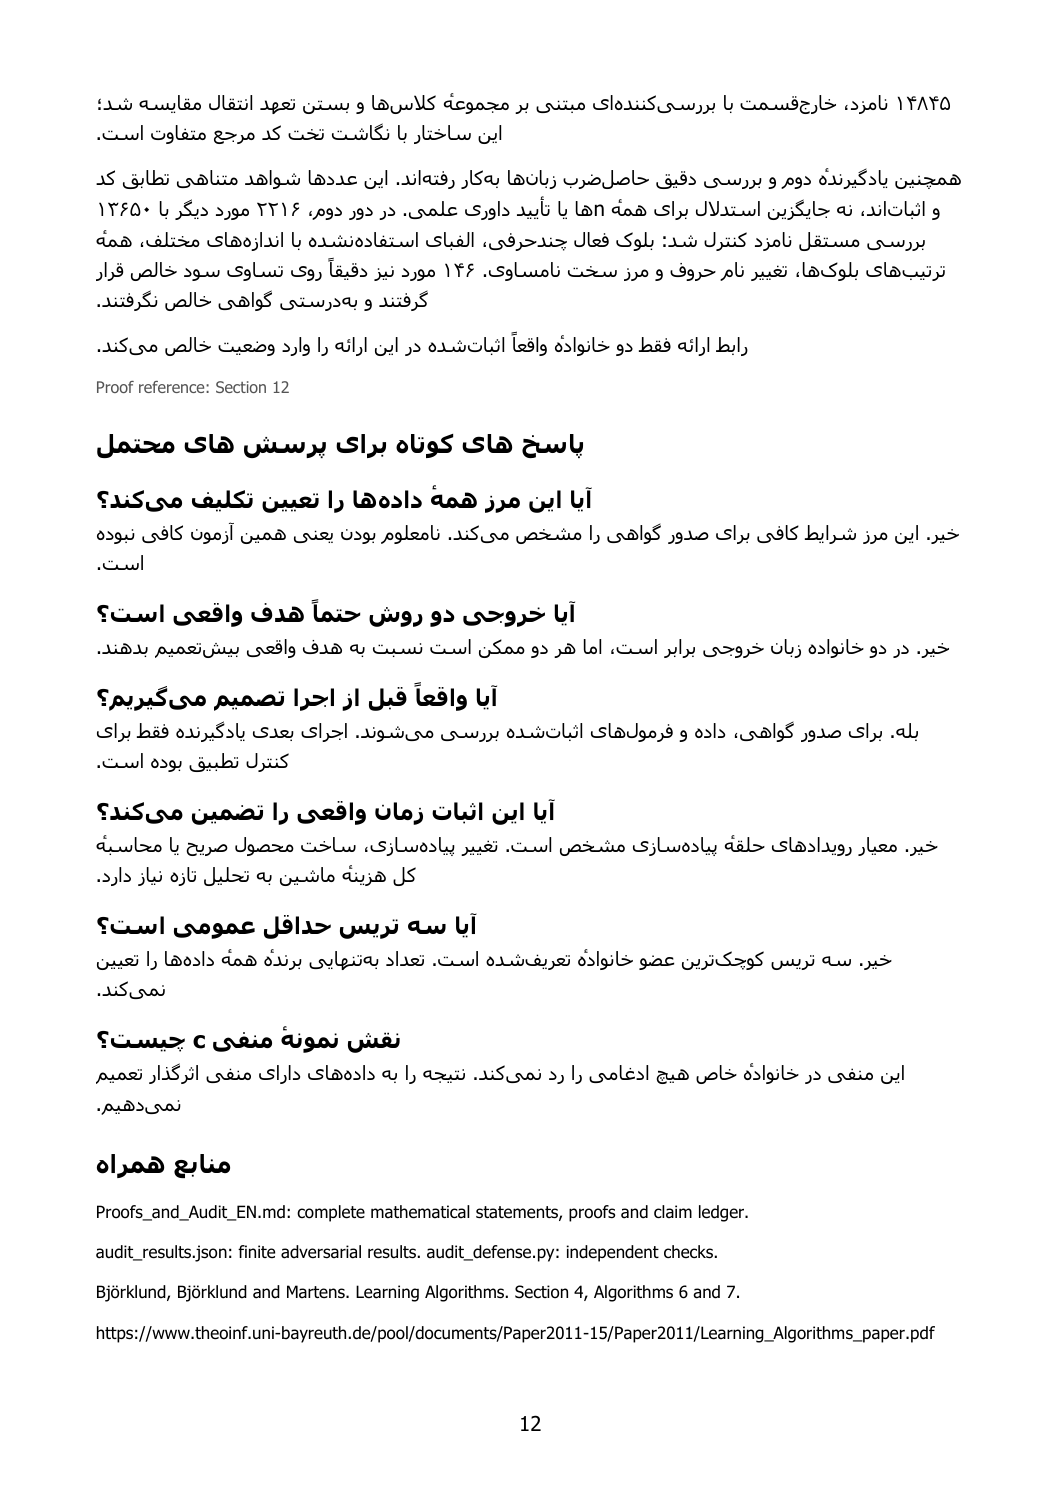 ۱۴۸۴۵ نامزد، خارج‌قسمت با بررسی‌کننده‌ای مبتنی بر مجموعهٔ کلاس‌ها و بستن تعهد انتقال مقایسه شد؛
این ساختار با نگاشت تخت کد مرجع متفاوت است.
همچنین یادگیرندهٔ دوم و بررسی دقیق حاصل‌ضرب زبان‌ها به‌کار رفته‌اند. این عددها شواهد متناهی تطابق کد
و اثبات‌اند، نه جایگزین استدلال برای همهٔ nها یا تأیید داوری علمی. در دور دوم، ۲۲۱۶ مورد دیگر با ۱۳۶۵۰
بررسی مستقل نامزد کنترل شد: بلوک فعال چندحرفی، الفبای استفاده‌نشده با اندازه‌های مختلف، همهٔ
ترتیب‌های بلوک‌ها، تغییر نام حروف و مرز سخت نامساوی. ۱۴۶ مورد نیز دقیقاً روی تساوی سود خالص قرار
گرفتند و به‌درستی گواهی خالص نگرفتند.
رابط ارائه فقط دو خانوادهٔ واقعاً اثبات‌شده در این ارائه را وارد وضعیت خالص می‌کند.
Proof reference: Section 12
پاسخ های کوتاه برای پرسش های محتمل
آیا این مرز همهٔ داده‌ها را تعیین تکلیف می‌کند؟
خیر. این مرز شرایط کافی برای صدور گواهی را مشخص می‌کند. نامعلوم بودن یعنی همین آزمون کافی نبوده
است.
آیا خروجی دو روش حتماً هدف واقعی است؟
خیر. در دو خانواده زبان خروجی برابر است، اما هر دو ممکن است نسبت به هدف واقعی بیش‌تعمیم بدهند.
آیا واقعاً قبل از اجرا تصمیم می‌گیریم؟
بله. برای صدور گواهی، داده و فرمول‌های اثبات‌شده بررسی می‌شوند. اجرای بعدی یادگیرنده فقط برای
کنترل تطبیق بوده است.
آیا این اثبات زمان واقعی را تضمین می‌کند؟
خیر. معیار رویدادهای حلقهٔ پیاده‌سازی مشخص است. تغییر پیاده‌سازی، ساخت محصول صریح یا محاسبهٔ
کل هزینهٔ ماشین به تحلیل تازه نیاز دارد.
آیا سه تریس حداقل عمومی است؟
خیر. سه تریس کوچک‌ترین عضو خانوادهٔ تعریف‌شده است. تعداد به‌تنهایی برندهٔ همهٔ داده‌ها را تعیین
نمی‌کند.
نقش نمونهٔ منفی c چیست؟
این منفی در خانوادهٔ خاص هیچ ادغامی را رد نمی‌کند. نتیجه را به داده‌های دارای منفی اثرگذار تعمیم
نمی‌دهیم.
منابع همراه
Proofs_and_Audit_EN.md: complete mathematical statements, proofs and claim ledger.
audit_results.json: finite adversarial results. audit_defense.py: independent checks.
Björklund, Björklund and Martens. Learning Algorithms. Section 4, Algorithms 6 and 7.
https://www.theoinf.uni-bayreuth.de/pool/documents/Paper2011-15/Paper2011/Learning_Algorithms_paper.pdf
12